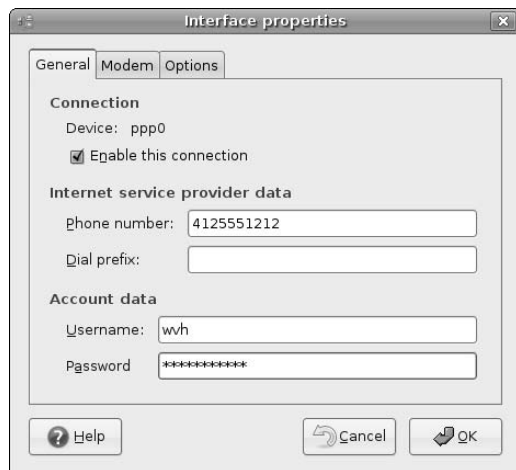 Interface properties
General Modem Options
Connection
Device: ppp0
Enable this connection
Internet service provider data
Phone number: 4125551212
Dial prefix:
Account data
Username: wvh
Password ***********
Help Cancel OK